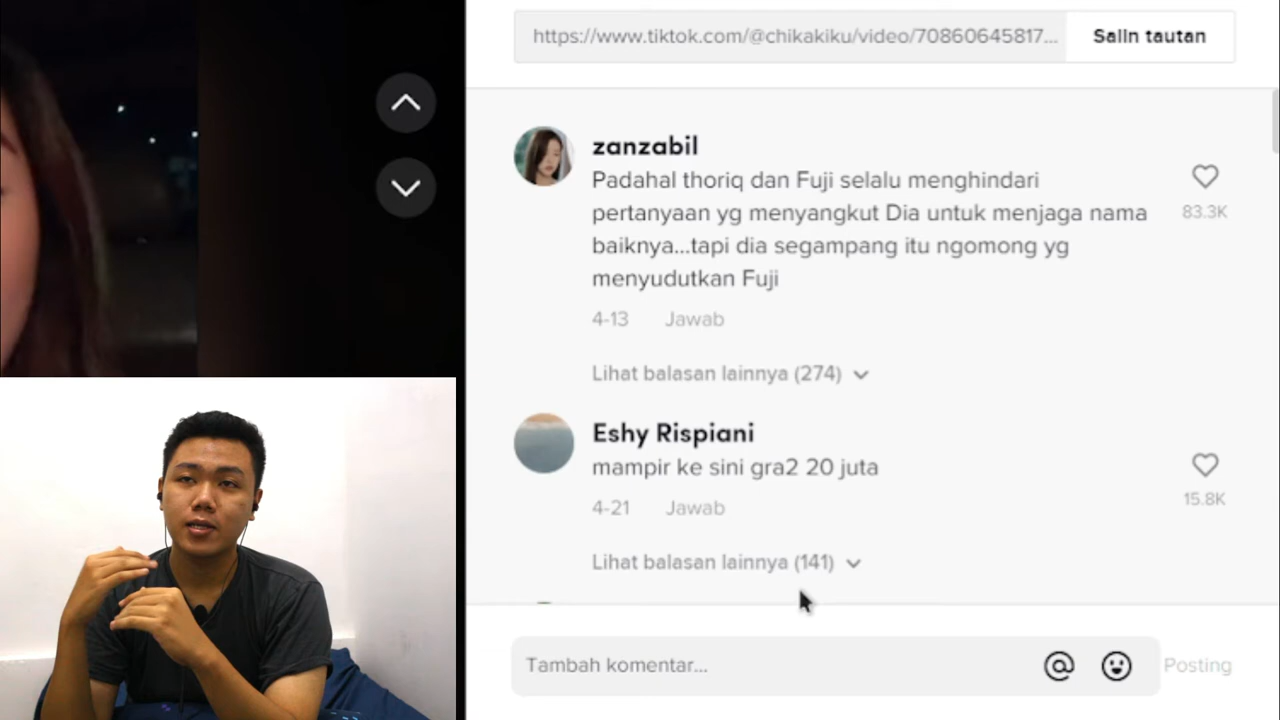 https://www.tiktok.com/@chikakiku/video/70860645817...
Salin tautan
zanzabil
Padahal thoriq dan Fuji selalu menghindari
pertanyaan yg menyangkut Dia untuk menjaga nama
baiknya...tapi dia segampang itu ngomong yg
menyudutkan Fuji
83.3K
4-13 Jawab
Lihat balasan lainnya (274)
Eshy Rispiani
mampir ke sini gra2 20 juta
15.8K
4-21 Jawab
Lihat balasan lainnya (141)
Tambah komentar...
Posting